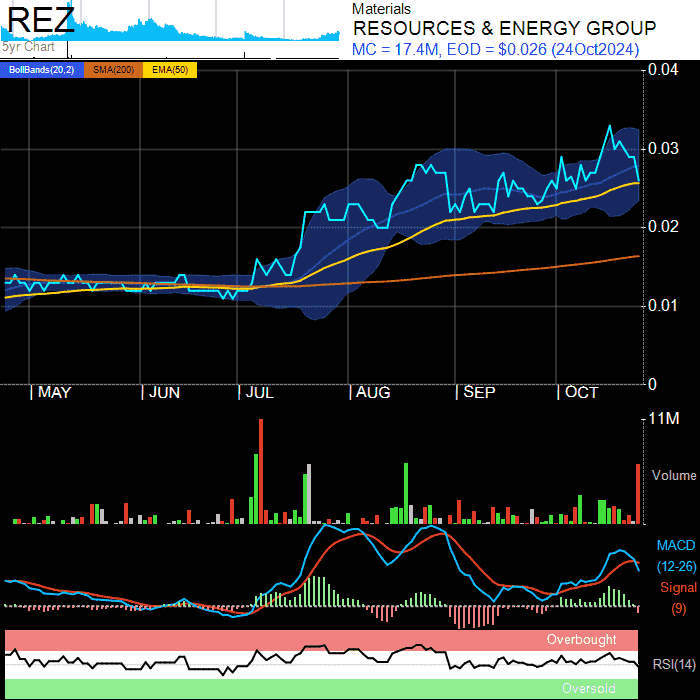 REZ
5yr Chart
Materials
RESOURCES & ENERGY GROUP
MC = 17.4M, EOD = $0.026 (24Oct2024)
BollBands(20,2) SMA(200) EMA(50)
0.04
0.03
0.02
0.01
0
MAY JUN JUL AUG SEP OCT
11M
Volume
MACD
(12-26)
Signal
(9)
Overbought
RSI(14)
Oversold